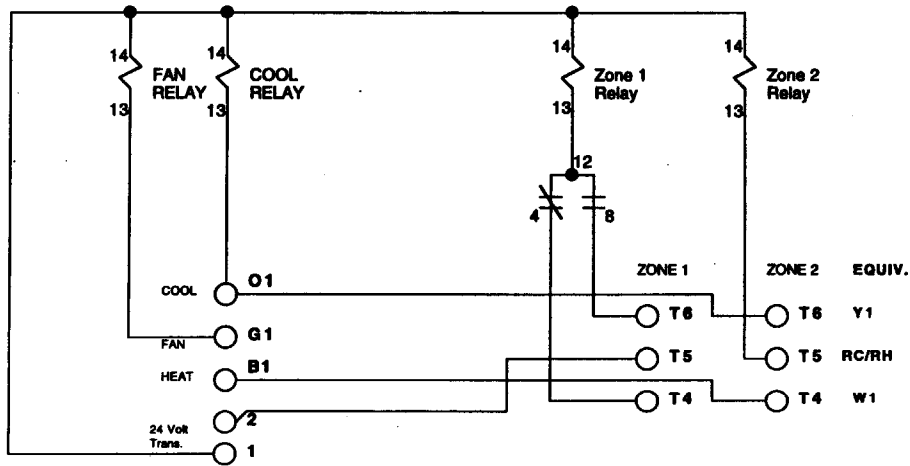 14
FAN
RELAY
13
14
COOL
RELAY
13
14
Zone 1
Relay
13
14
Zone 2
Relay
13
12
4
8
ZONE 1
ZONE 2
EQUIV.
COOL
O1
T6
T6
Y1
FAN
G1
T5
T5
RC/RH
HEAT
B1
T4
T4
W1
24 Volt
Trans.
2
1